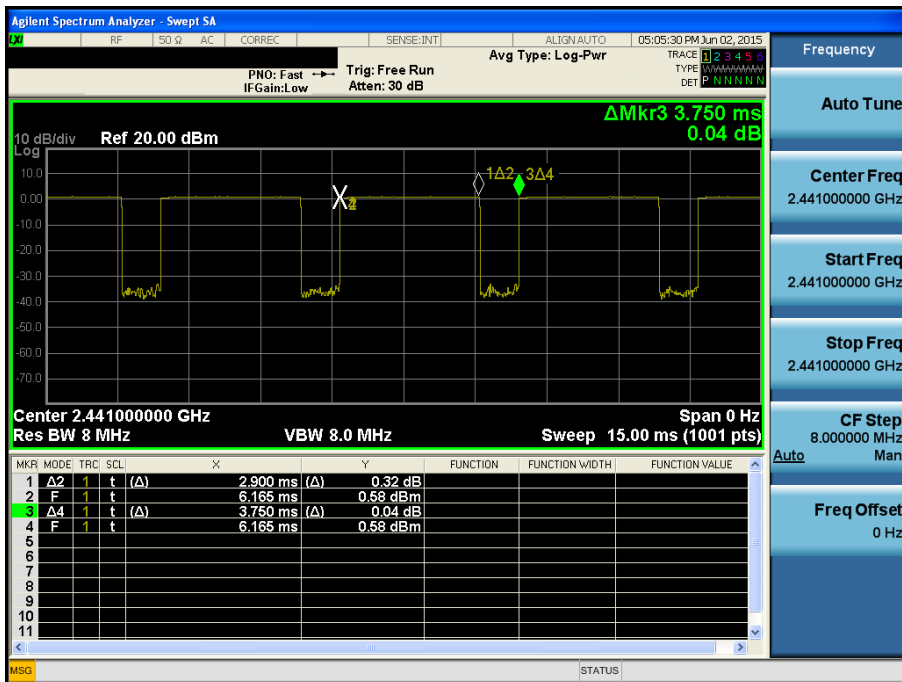 Agilent Spectrum Analyzer - Swept SA
LXI RF 50 Ω AC CORREC SENSE:INT ALIGNAUTO 05:05:30 PM Jun 02, 2015
PNO: Fast
IFGain:Low
Trig: Free Run
Atten: 30 dB
Avg Type: Log-Pwr
TRACE 1 2 3 4 5 6
TYPE
DET P N N N N N
ΔMkr3 3.750 ms
0.04 dB
10 dB/div Ref 20.00 dBm
Log
10.0
0.00
-10.0
-20.0
-30.0
-40.0
-50.0
-60.0
-70.0
1Δ2 3Δ4
Center 2.441000000 GHz Span 0 Hz
Res BW 8 MHz VBW 8.0 MHz Sweep 15.00 ms (1001 pts)
MKR MODE TRC SCL X Y FUNCTION FUNCTION WIDTH FUNCTION VALUE
1 Δ2 1 t (Δ) 2.900 ms (Δ) 0.32 dB
2 F 1 t 6.165 ms 0.58 dBm
3 Δ4 1 t (Δ) 3.750 ms (Δ) 0.04 dB
4 F 1 t 6.165 ms 0.58 dBm
5
6
7
8
9
10
11
MSG STATUS
Frequency
Auto Tune
Center Freq
2.441000000 GHz
Start Freq
2.441000000 GHz
Stop Freq
2.441000000 GHz
CF Step
8.000000 MHz
Auto Man
Freq Offset
0 Hz